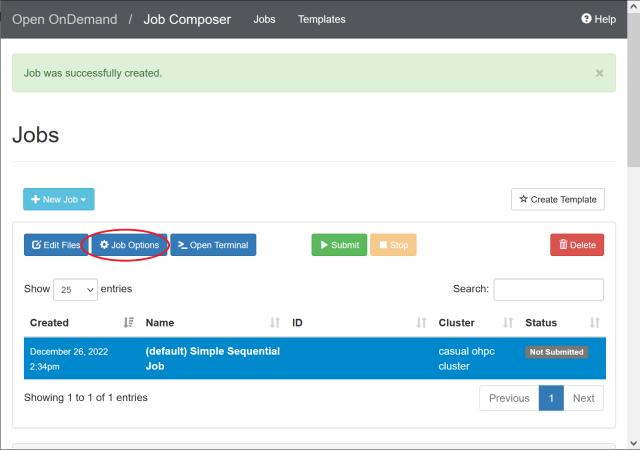 Open OnDemand / Job Composer Jobs Templates Help
Job was successfully created. ×
Jobs
New Job Create Template
Edit Files Job Options Open Terminal Submit Stop Delete
Show 25 entries Search:
Created Name ID Cluster Status
December 26, 2022 (default) Simple Sequential casual ohpc Not Submitted
2:34pm Job cluster
Showing 1 to 1 of 1 entries Previous 1 Next